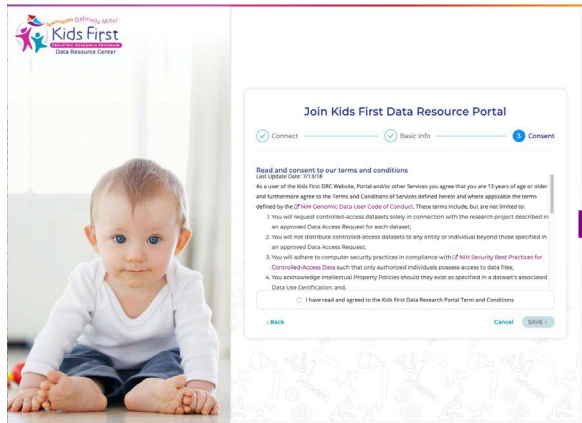 Gabriella Miller
Kids First
PEDIATRIC RESEARCH PROGRAM
Data Resource Center
Join Kids First Data Resource Portal
Connect
Basic Info
3 Consent
Read and consent to our terms and conditions
Last Update Date: 7/13/18
As a user of the Kids First DRC Website, Portal and/or other Services you agree that you are 13 years of age or older
and furthermore agree to the Terms and Conditions of Services defined herein and where applicable the terms
defined by the NIH Genomic Data User Code of Conduct. These terms include, but are not limited to:
1. You will request controlled-access datasets solely in connection with the research project described in
an approved Data Access Request for each dataset;
2. You will not distribute controlled-access datasets to any entity or individual beyond those specified in
an approved Data Access Request;
3. You will adhere to computer security practices in compliance with NIH Security Best Practices for
Controlled-Access Data such that only authorized individuals possess access to data files;
4. You acknowledge Intellectual Property Policies should they exist as specified in a dataset's associated
Data Use Certification; and,
I have read and agreed to the Kids First Data Research Portal Term and Conditions
‹ Back
Cancel
SAVE ›